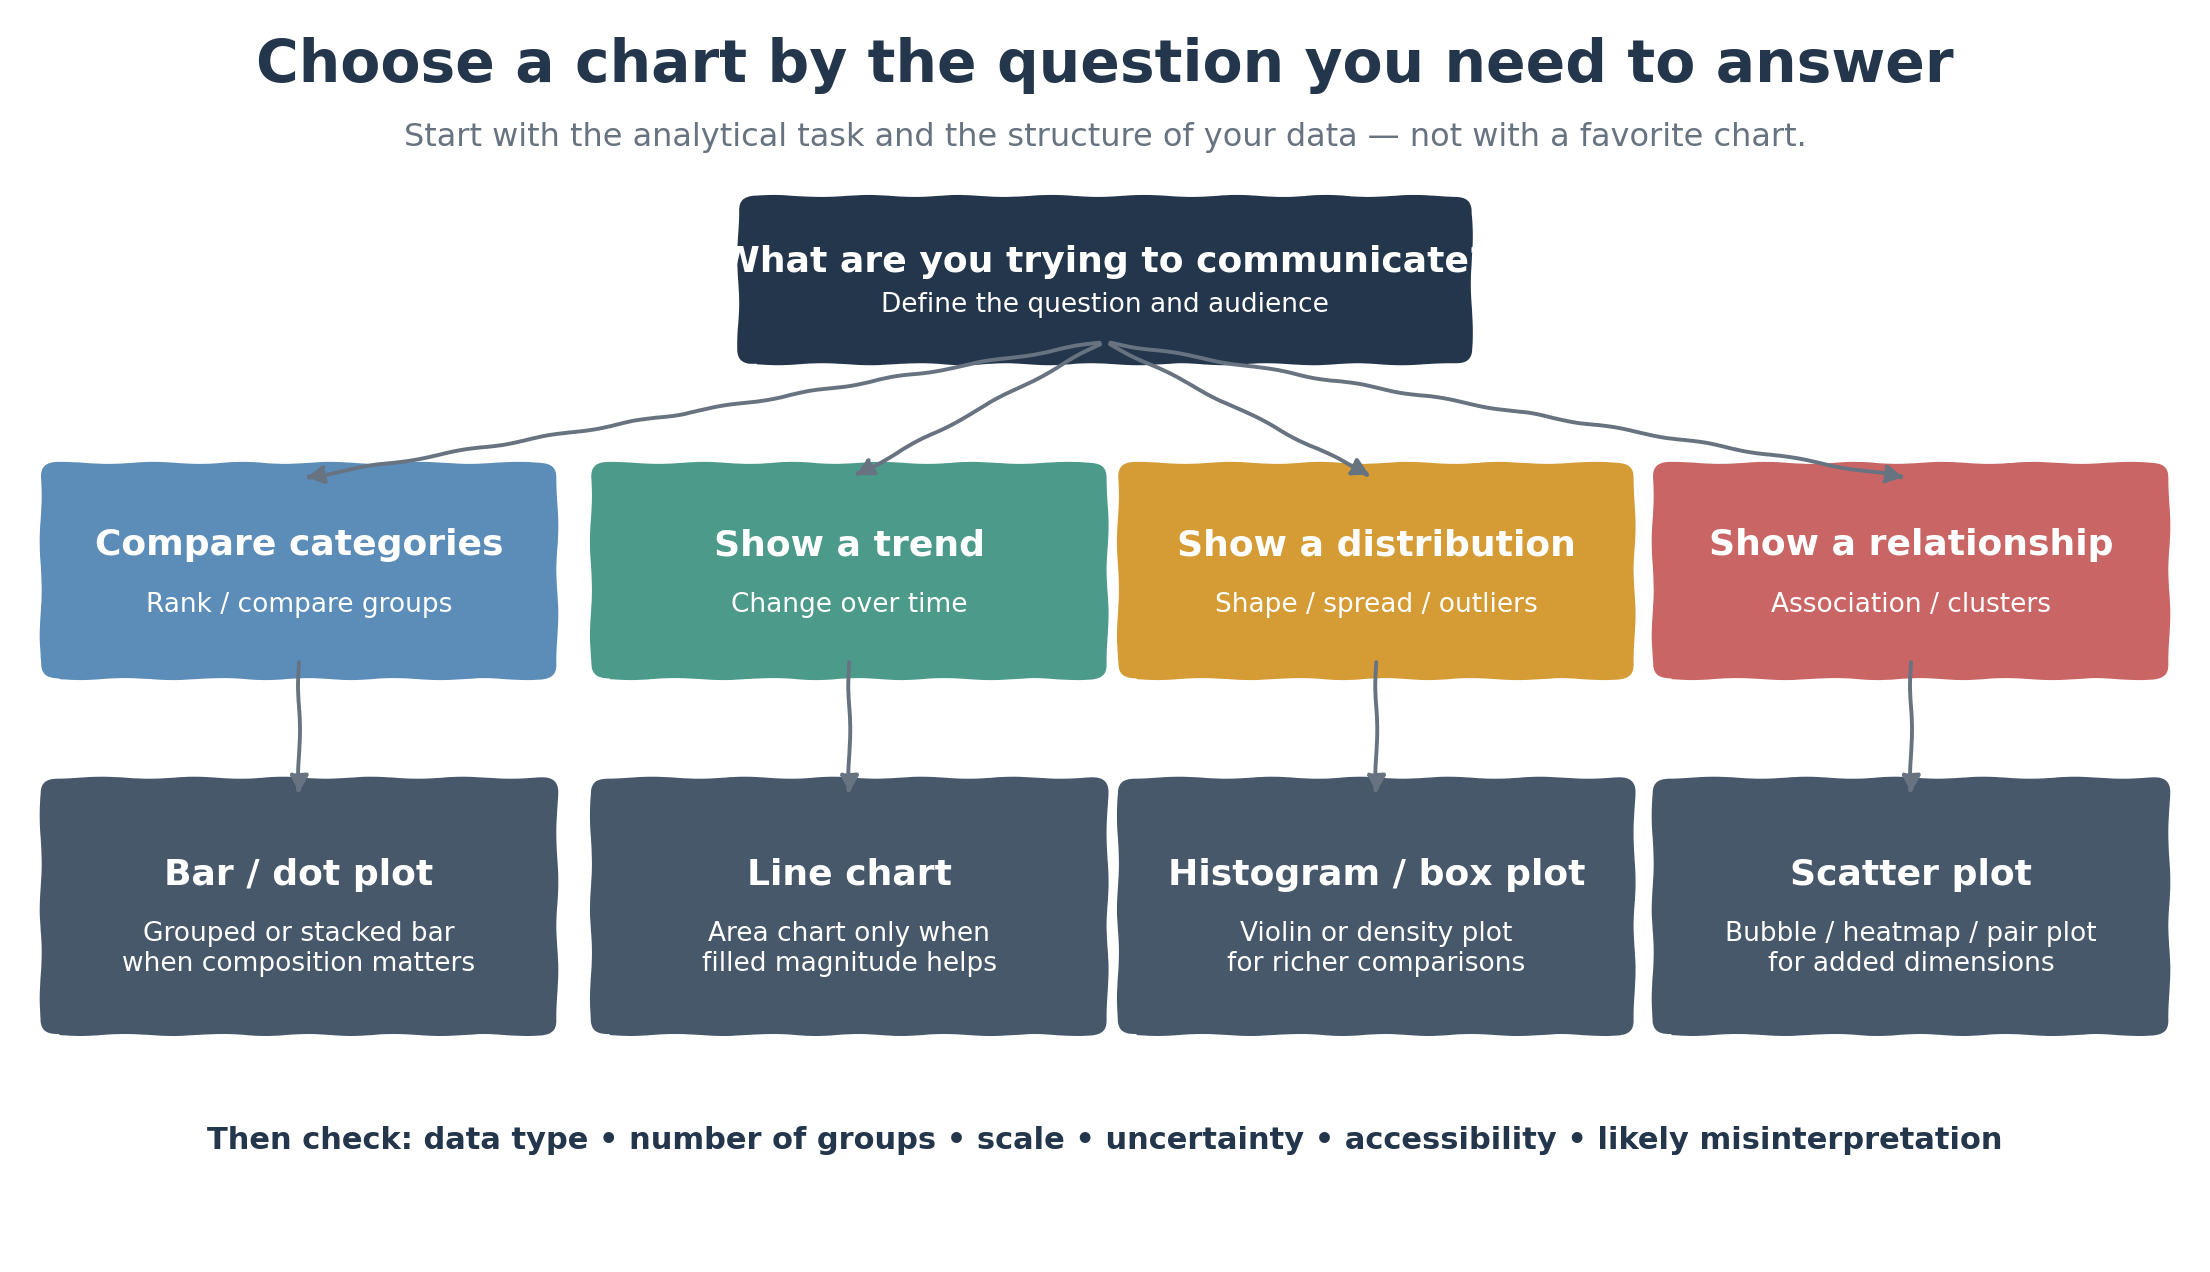 Choose a chart by the question you need to answer
Start with the analytical task and the structure of your data — not with a favorite chart.
What are you trying to communicate?
Define the question and audience
Compare categories
Rank / compare groups
Show a trend
Change over time
Show a distribution
Shape / spread / outliers
Show a relationship
Association / clusters
Bar / dot plot
Grouped or stacked bar
when composition matters
Line chart
Area chart only when
filled magnitude helps
Histogram / box plot
Violin or density plot
for richer comparisons
Scatter plot
Bubble / heatmap / pair plot
for added dimensions
Then check: data type • number of groups • scale • uncertainty • accessibility • likely misinterpretation